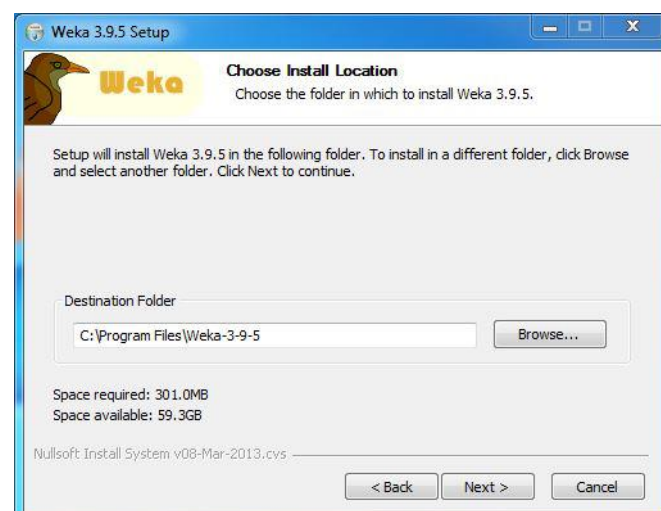 Weka 3.9.5 Setup
Weka
Choose Install Location
Choose the folder in which to install Weka 3.9.5.
Setup will install Weka 3.9.5 in the following folder. To install in a different folder, click Browse
and select another folder. Click Next to continue.
Destination Folder
C:\Program Files\Weka-3-9-5
Browse...
Space required: 301.0MB
Space available: 59.3GB
Nullsoft Install System v08-Mar-2013.cvs
< Back
Next >
Cancel